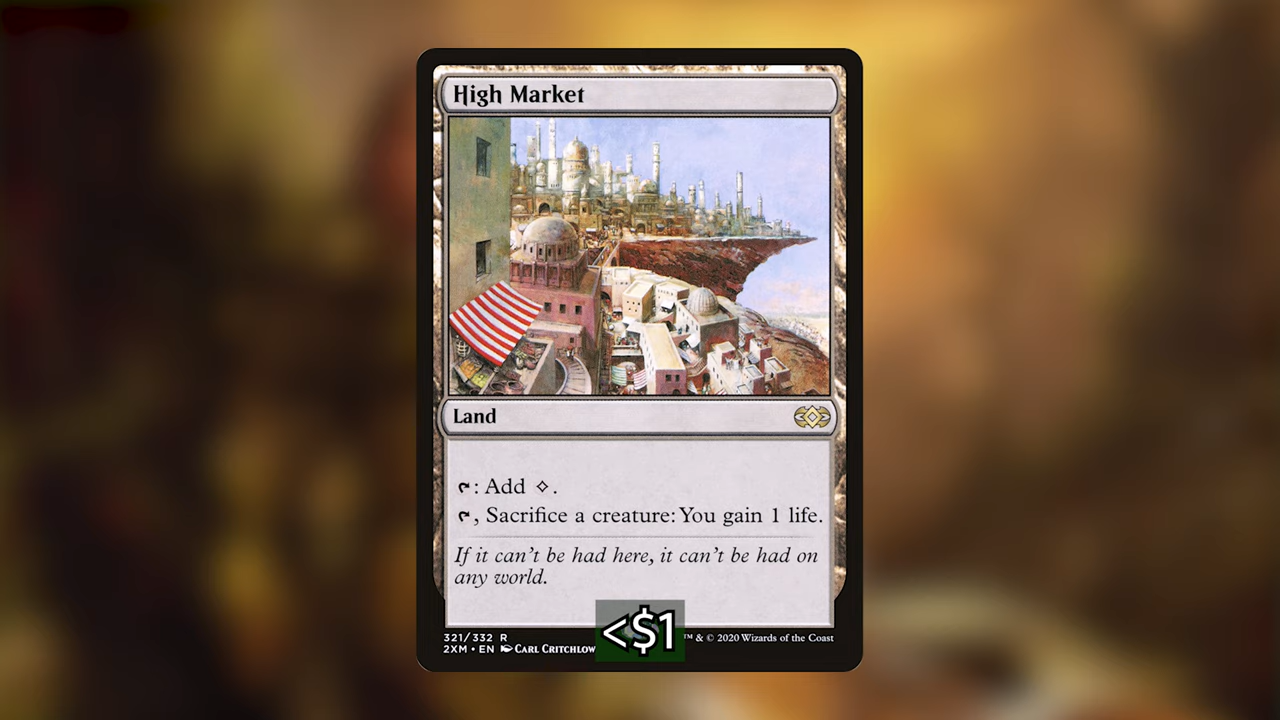 High Market
Land
: Add .
, Sacrifice a creature: You gain 1 life.
If it can't be had here, it can't be had on
any world.
321/332 R
2XM • EN Carl Critchlow
<$1
™ & © 2020 Wizards of the Coast